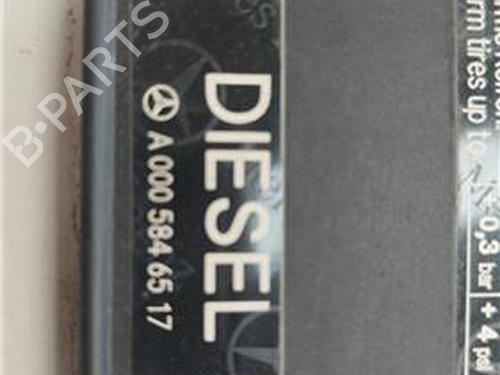 DIESEL
A 000 584 65 17
rm tires up to
0,3 bar + 4 psi
B-PARTS